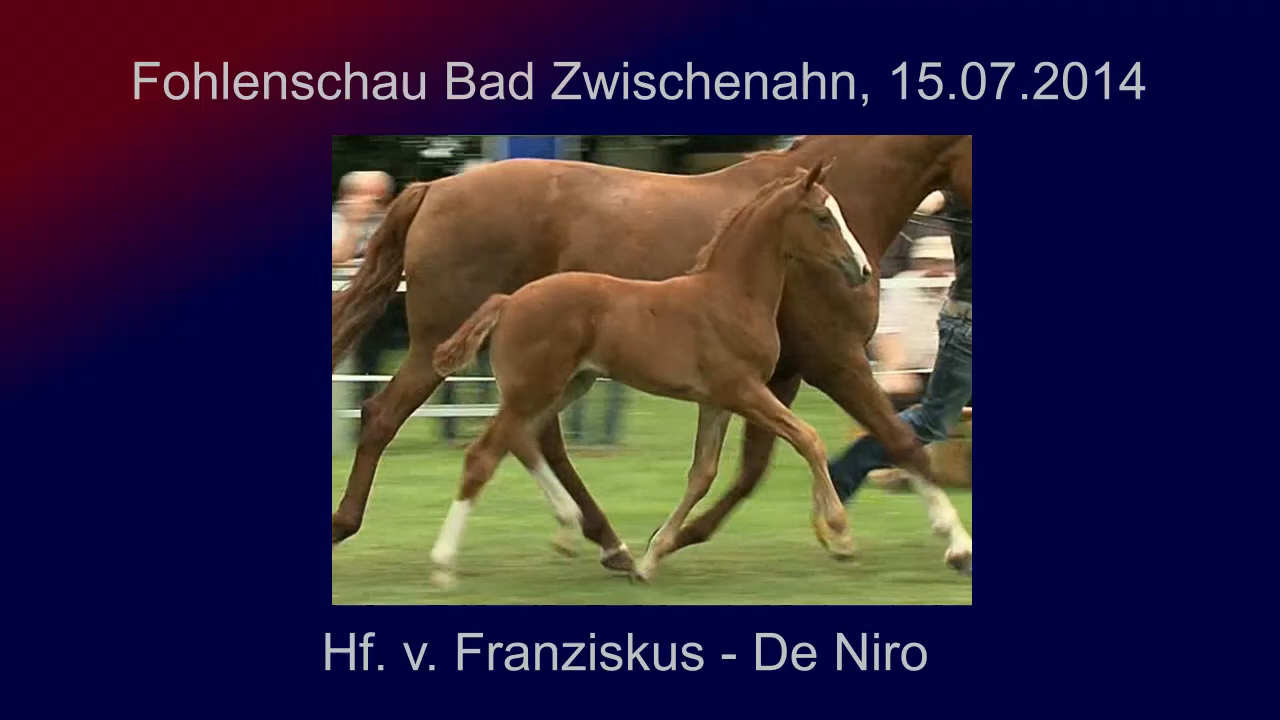 Fohlenschau Bad Zwischenahn, 15.07.2014
Hf. v. Franziskus - De Niro